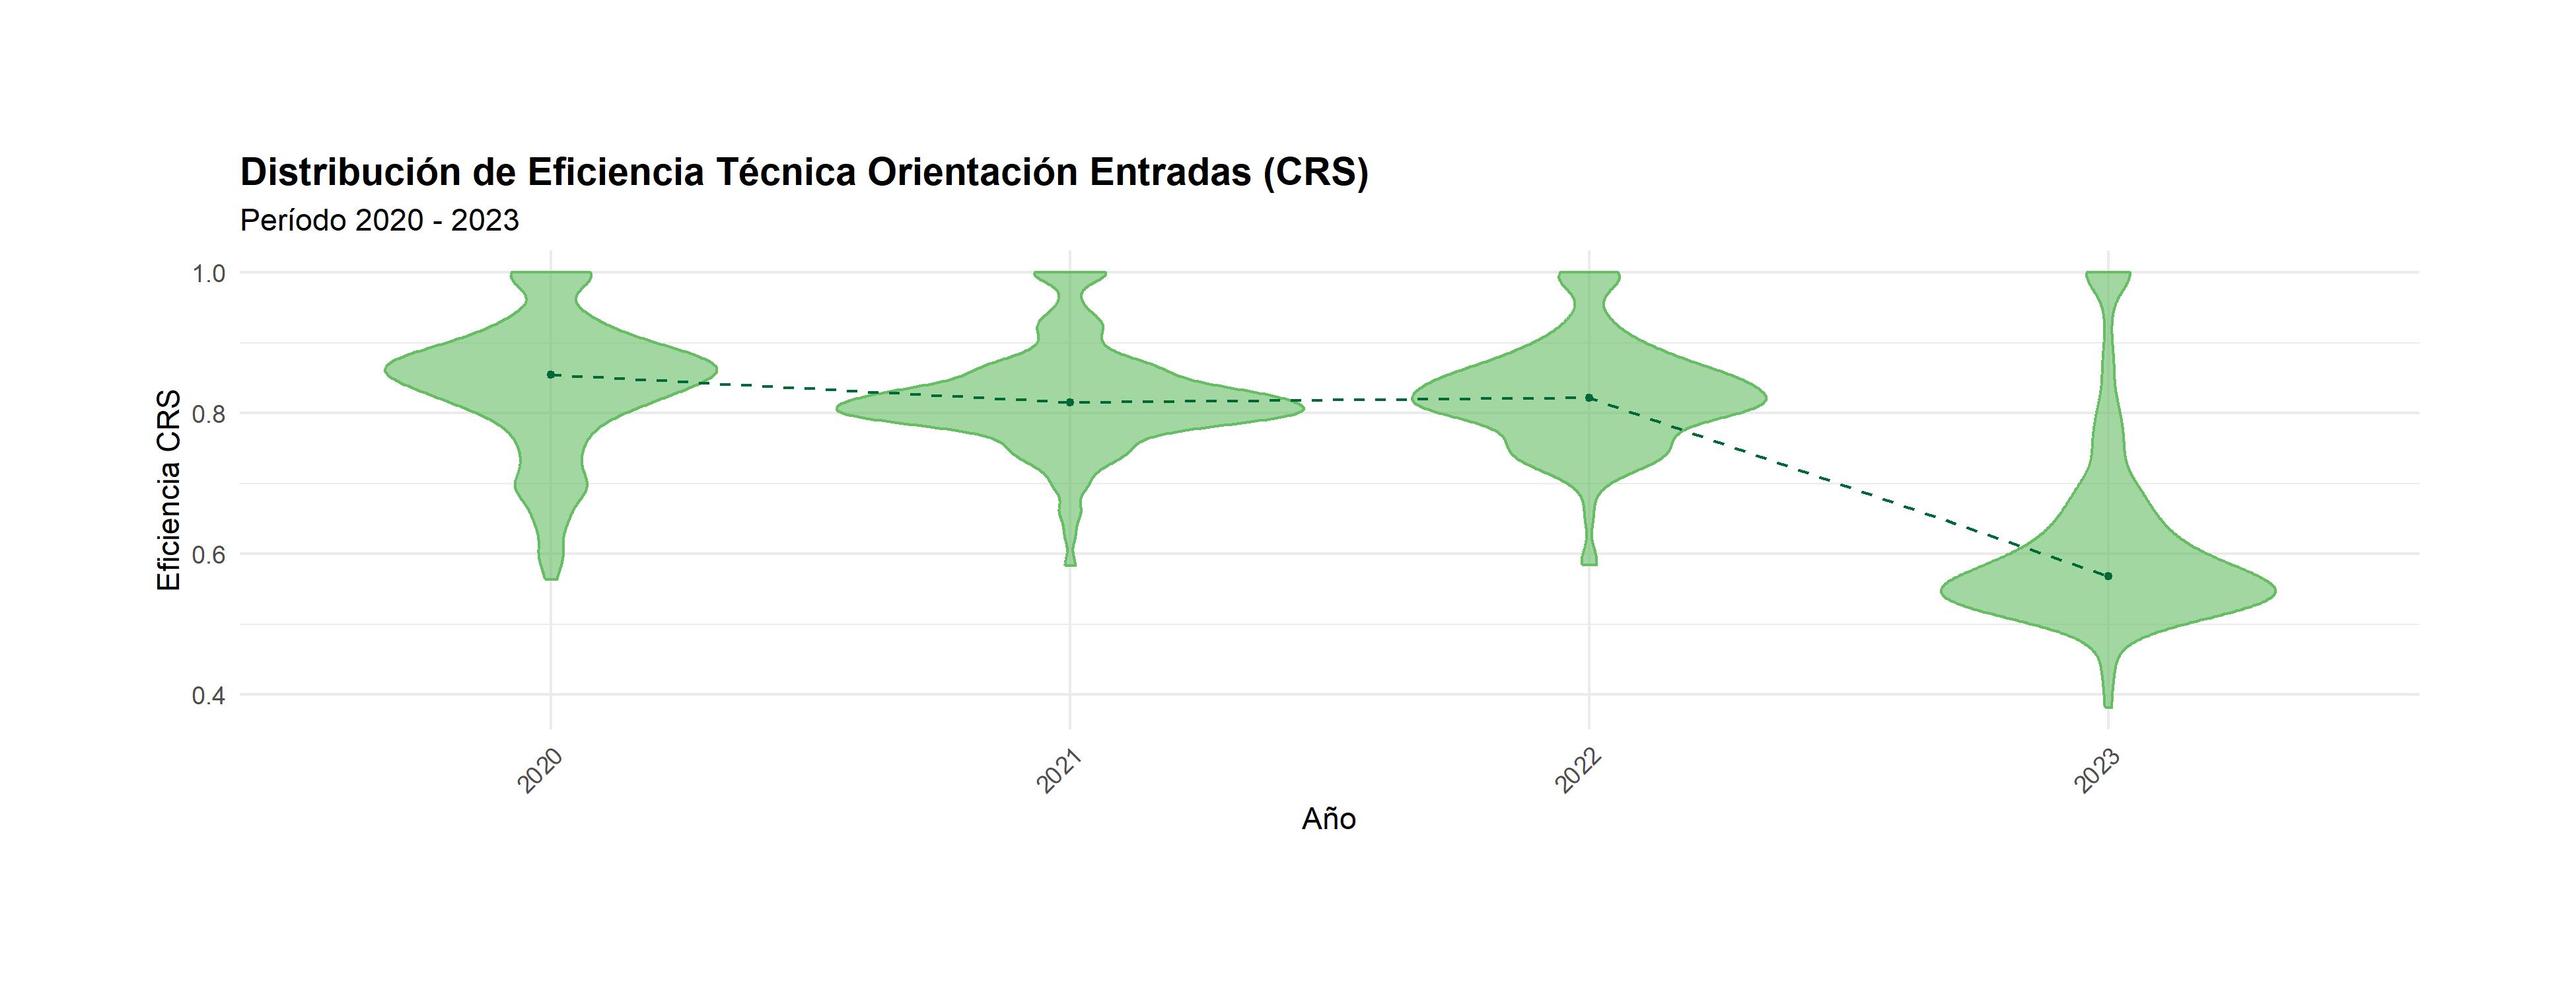 Distribución de Eficiencia Técnica Orientación Entradas (CRS)
Período 2020 - 2023
Eficiencia CRS
1.0
0.8
0.6
0.4
2020
2021
2022
2023
Año